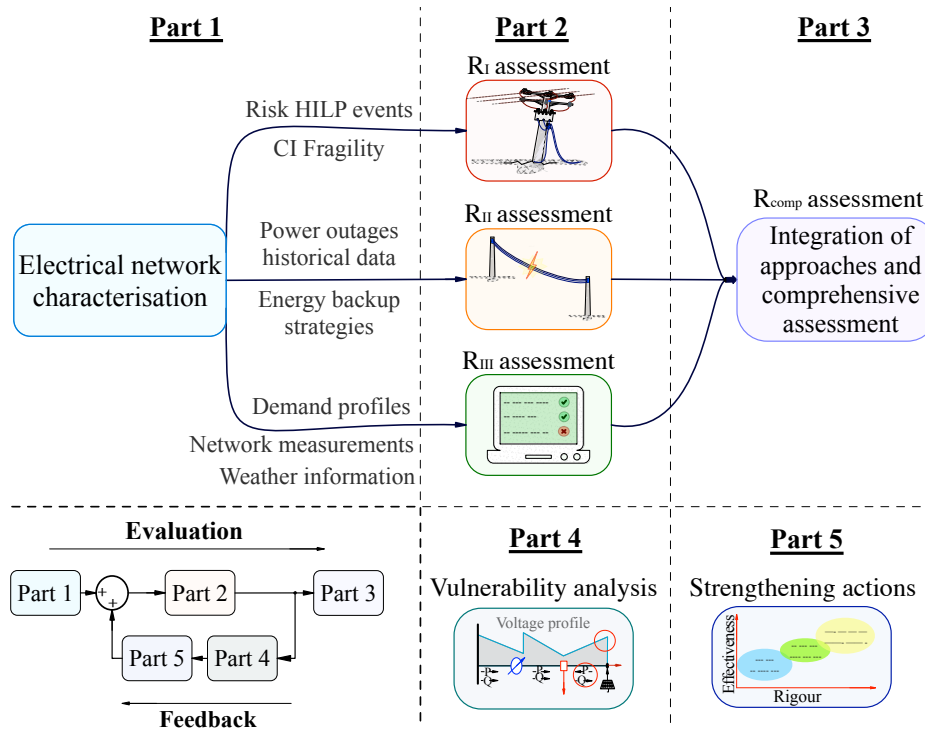 Part 1
Part 2
Part 3
Risk HILP events
CI Fragility
Electrical network
characterisation
Power outages
historical data
Energy backup
strategies
Demand profiles
Network measurements
Weather information
RI assessment
RII assessment
RIII assessment
Rcomp assessment
Integration of
approaches and
comprehensive
assessment
Evaluation
Part 1
+
+
Part 2
Part 3
Part 5
Part 4
Feedback
Part 4
Vulnerability analysis
Voltage profile
P
Q
P
Q
P
Q
Part 5
Strengthening actions
Effectiveness
Rigour